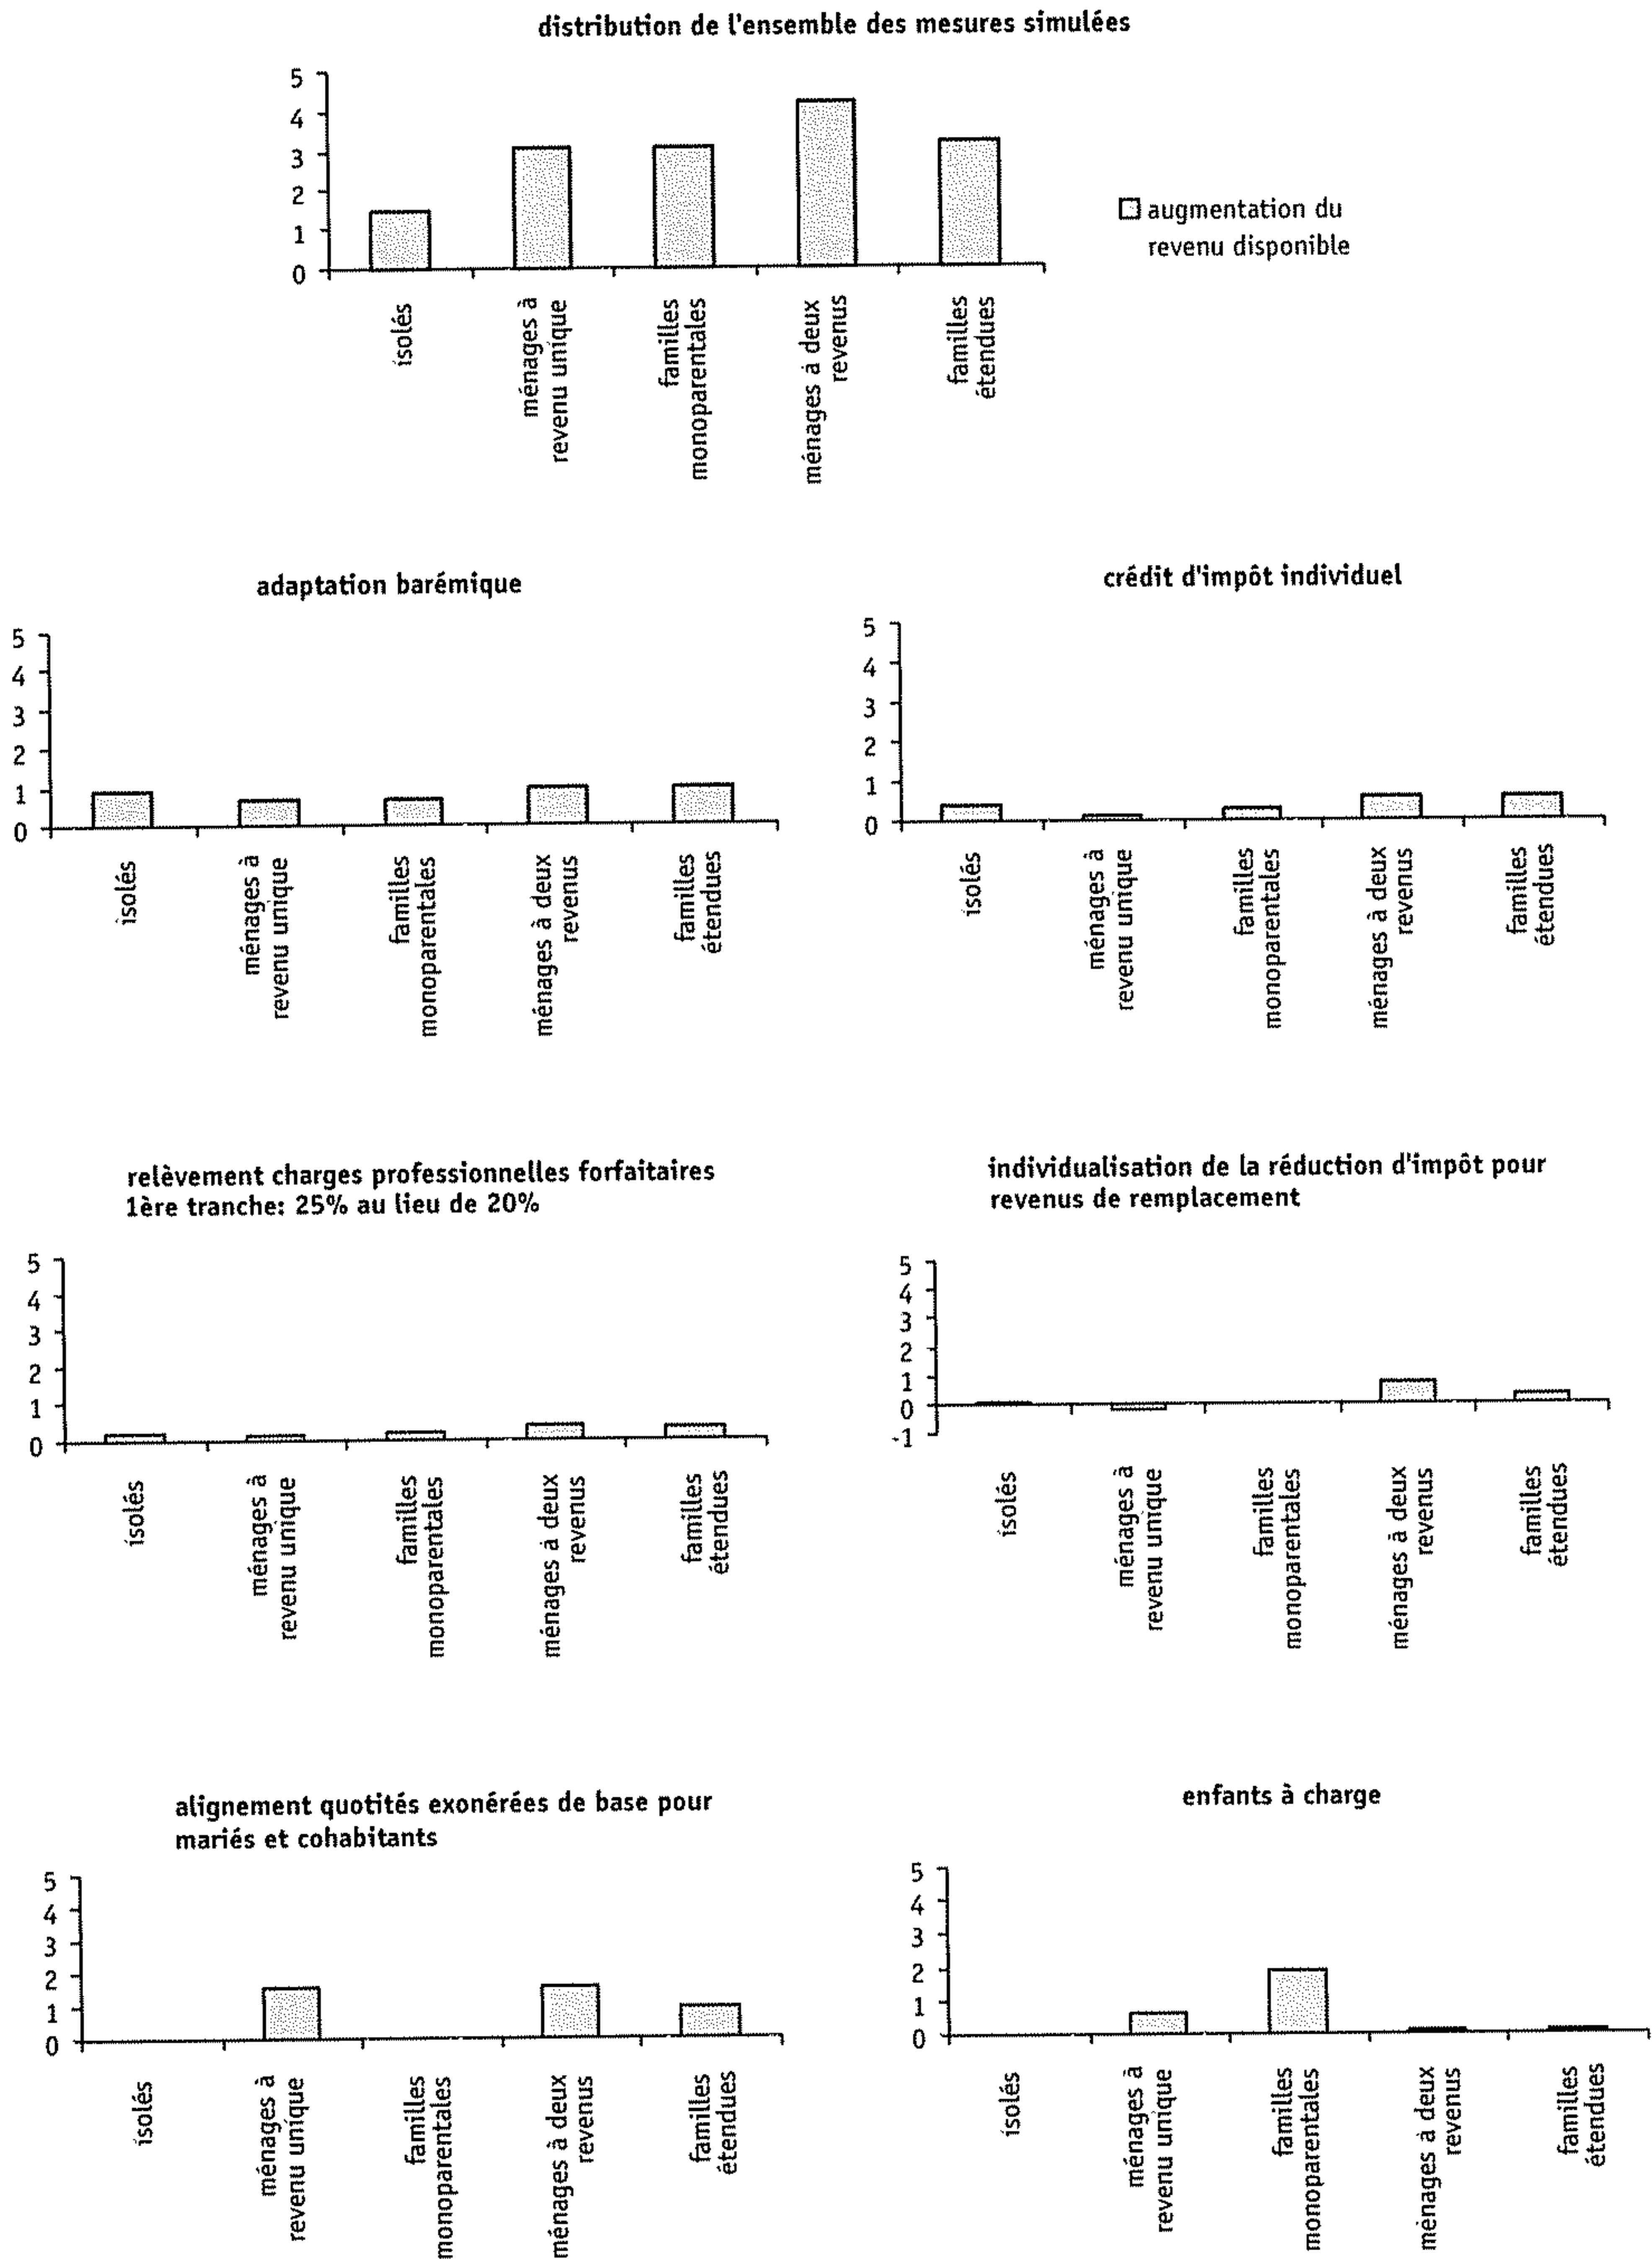 distribution de l'ensemble des mesures simulées
5
4
3
2
1
0
isolés
ménages à
revenu unique
familles
monoparentales
ménages à deux
revenus
familles
étendues
augmentation du
revenu disponible
adaptation barémique
5
4
3
2
1
0
isolés
ménages à
revenu unique
familles
monoparentales
ménages à deux
revenus
familles
étendues
crédit d'impôt individuel
5
4
3
2
1
0
isolés
ménages à
revenu unique
familles
monoparentales
ménages à deux
revenus
familles
étendues
relèvement charges professionnelles forfaitaires
1ère tranche: 25% au lieu de 20%
5
4
3
2
1
0
isolés
ménages à
revenu unique
familles
monoparentales
ménages à deux
revenus
familles
étendues
individualisation de la réduction d'impôt pour
revenus de remplacement
5
4
3
2
1
0
-1
isolés
ménages à
revenu unique
familles
monoparentales
ménages à deux
revenus
familles
étendues
alignement quotités exonérées de base pour
mariés et cohabitants
5
4
3
2
1
0
isolés
ménages à
revenu unique
familles
monoparentales
ménages à deux
revenus
familles
étendues
enfants à charge
5
4
3
2
1
0
isolés
ménages à
revenu unique
familles
monoparentales
ménages à deux
revenus
familles
étendues